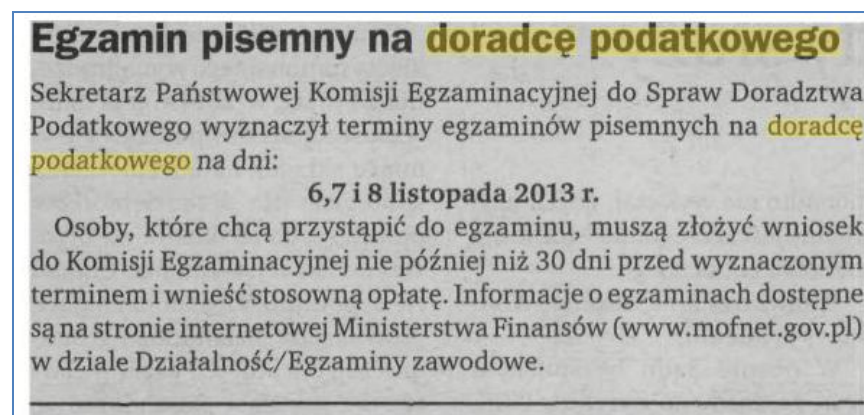 Egzamin pisemny na doradcę podatkowego
Sekretarz Państwowej Komisji Egzaminacyjnej do Spraw Doradztwa
Podatkowego wyznaczył terminy egzaminów pisemnych na doradcę
podatkowego na dni:
6,7 i 8 listopada 2013 r.
Osoby, które chcą przystąpić do egzaminu, muszą złożyć wniosek
do Komisji Egzaminacyjnej nie później niż 30 dni przed wyznaczonym
terminem i wnieść stosowną opłatę. Informacje o egzaminach dostępne
są na stronie internetowej Ministerstwa Finansów (www.mofnet.gov.pl)
w dziale Działalność/Egzaminy zawodowe.